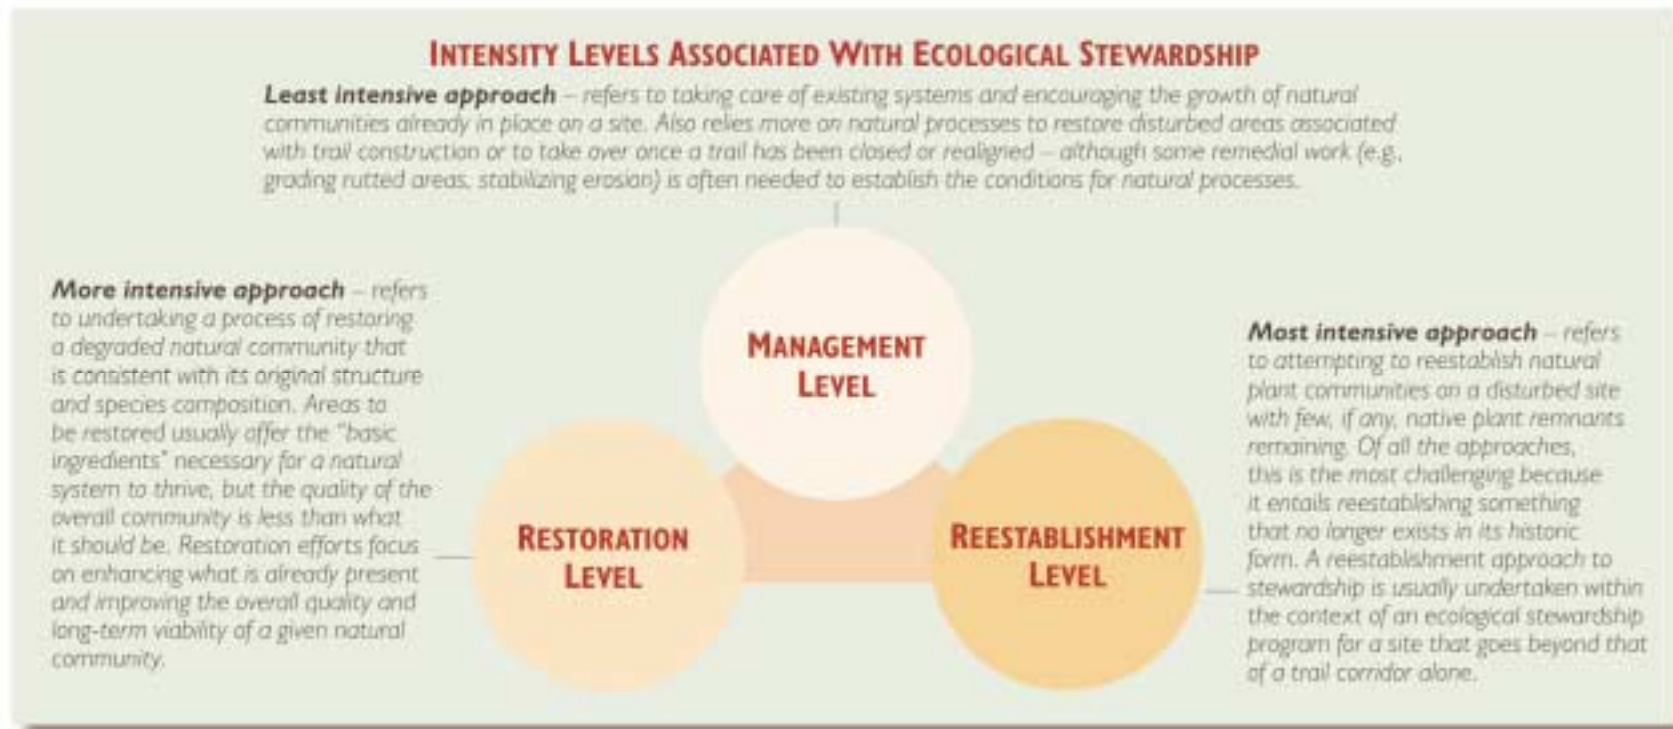 INTENSITY LEVELS ASSOCIATED WITH ECOLOGICAL STEWARDSHIP
Least intensive approach – refers to taking care of existing systems and encouraging the growth of natural
communities already in place on a site. Also relies more on natural processes to restore disturbed areas associated
with trail construction or to take over once a trail has been closed or realigned – although some remedial work (e.g.,
grading rutted areas, stabilizing erosion) is often needed to establish the conditions for natural processes.
More intensive approach – refers
to undertaking a process of restoring
a degraded natural community that
is consistent with its original structure
and species composition. Areas to
be restored usually offer the "basic
ingredients" necessary for a natural
system to thrive, but the quality of the
overall community is less than what
it should be. Restoration efforts focus
on enhancing what is already present
and improving the overall quality and
long-term viability of a given natural
community.
MANAGEMENT
LEVEL
RESTORATION
LEVEL
REESTABLISHMENT
LEVEL
Most intensive approach – refers
to attempting to reestablish natural
plant communities on a disturbed site
with few, if any, native plant remnants
remaining. Of all the approaches,
this is the most challenging because
it entails reestablishing something
that no longer exists in its historic
form. A reestablishment approach to
stewardship is usually undertaken within
the context of an ecological stewardship
program for a site that goes beyond that
of a trail corridor alone.